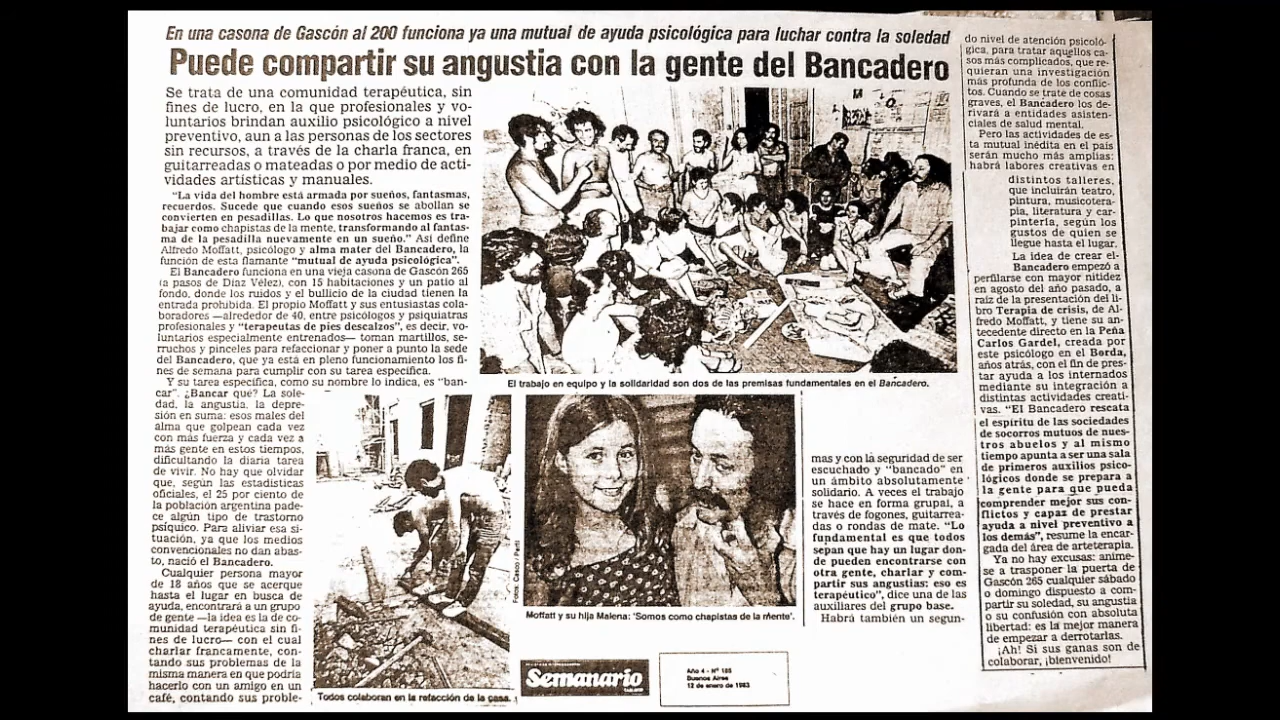 En una casona de Gascón al 200 funciona ya una mutual de ayuda psicológica para luchar contra la soledad
Puede compartir su angustia con la gente del Bancadero
Se trata de una comunidad terapéutica, sin
fines de lucro, en la que profesionales y vo-
luntarios brindan auxilio psicológico a nivel
preventivo, aun a las personas de los sectores
sin recursos, a través de la charla franca, en
guitarreadas o mateadas o por medio de acti-
vidades artísticas y manuales.
"La vida del hombre está armada por sueños, fantasmas,
recuerdos. Sucede que cuando esos sueños se abollan se
convierten en pesadillas. Lo que nosotros hacemos es tra-
bajar como chapistas de la mente, transformando al fantas-
ma de la pesadilla nuevamente en un sueño." Así define
Alfredo Moffatt, psicólogo y alma mater del Bancadero, la
función de esta flamante "mutual de ayuda psicológica".
El Bancadero funciona en una vieja casona de Gascón 265
(a pasos de Díaz Vélez), con 15 habitaciones y un patio al
fondo, donde los ruidos y el bullicio de la ciudad tienen la
entrada prohibida. El propio Moffatt y sus entusiastas cola-
boradores —alrededor de 40, entre psicólogos y psiquiatras
profesionales y "terapeutas de pies descalzos", es decir, vo-
luntarios especialmente entrenados— toman martillos, se-
rruchos y pinceles para refaccionar y poner a punto la sede
del Bancadero, que ya está en pleno funcionamiento los fi-
nes de semana para cumplir con su tarea específica.
Y su tarea específica, como su nombre lo indica, es "ban-
car". ¿Bancar qué? La sole-
dad, la angustia, la depre-
sión en suma: esos males del
alma que golpean cada vez
con más fuerza y cada vez a
más gente en estos tiempos,
dificultando la diaria tarea
de vivir. No hay que olvidar
que, según las estadísticas
oficiales, el 25 por ciento de
la población argentina pade-
ce algún tipo de trastorno
psíquico. Para aliviar esa si-
tuación, ya que los medios
convencionales no dan abas-
to, nació el Bancadero.
Cualquier persona mayor
de 18 años que se acerque
hasta el lugar en busca de
ayuda, encontrará a un grupo
de gente —la idea es la de co-
munidad terapéutica sin fi-
nes de lucro— con el cual
charlar francamente, con-
tando sus problemas de la
misma manera en que podría
hacerlo con un amigo en un
café, contando sus proble-
El trabajo en equipo y la solidaridad son dos de las premisas fundamentales en el Bancadero.
Todos colaboran en la refacción de la casa.
Fotos: Casco / Perfil
Moffatt y su hija Malena: 'Somos como chapistas de la mente'.
Semanario
Año 4 - Nº 185
Buenos Aires
12 de enero de 1983
mas y con la seguridad de ser
escuchado y "bancado" en
un ámbito absolutamente
solidario. A veces el trabajo
se hace en forma grupal, a
través de fogones, guitarrea-
das o rondas de mate. "Lo
fundamental es que todos
sepan que hay un lugar don-
de pueden encontrarse con
otra gente, charlar y com-
partir sus angustias: eso es
terapéutico", dice una de las
auxiliares del grupo base.
Habrá también un segun-
do nivel de atención psicoló-
gica, para tratar aquellos ca-
sos más complicados, que re-
quieran una investigación
más profunda de los conflic-
tos. Cuando se trate de cosas
graves, el Bancadero los de-
rivará a entidades asisten-
ciales de salud mental.
Pero las actividades de es-
ta mutual inédita en el país
serán mucho más amplias:
habrá labores creativas en
distintos talleres,
que incluirán teatro,
pintura, musicotera-
pia, literatura y car-
pintería, según los
gustos de quien se
llegue hasta el lugar.
La idea de crear el
Bancadero empezó a
perfilarse con mayor nitidez
en agosto del año pasado, a
raíz de la presentación del li-
bro Terapia de crisis, de Al-
fredo Moffatt, y tiene su an-
tecedente directo en la Peña
Carlos Gardel, creada por
este psicólogo en el Borda,
años atrás, con el fin de pres-
tar ayuda a los internados
mediante su integración a
distintas actividades creati-
vas. "El Bancadero rescata
el espíritu de las sociedades
de socorros mutuos de nues-
tros abuelos y al mismo
tiempo apunta a ser una sala
de primeros auxilios psico-
lógicos donde se prepara a
la gente para que pueda
comprender mejor sus con-
flictos y capaz de prestar
ayuda a nivel preventivo a
los demás", resume la encar-
gada del área de arteterapia.
Ya no hay excusas: anime-
se a trasponer la puerta de
Gascón 265 cualquier sábado
o domingo dispuesto a com-
partir su soledad, su angustia
o su confusión con absoluta
libertad: es la mejor manera
de empezar a derrotarlas.
¡Ah! Si sus ganas son de
colaborar, ¡bienvenido!